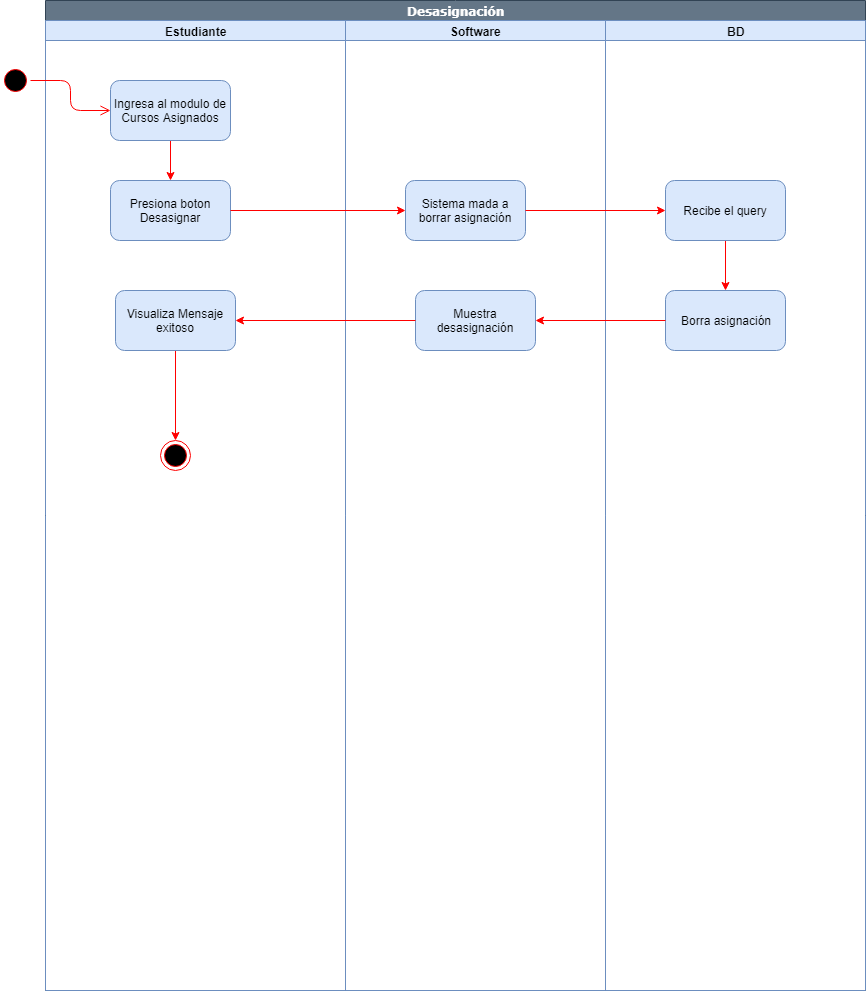 Desasignación
Estudiante
Software
BD
Ingresa al modulo de
Cursos Asignados
Presiona boton
Desasignar
Sistema mada a
borrar asignación
Recibe el query
Visualiza Mensaje
exitoso
Muestra
desasignación
Borra asignación